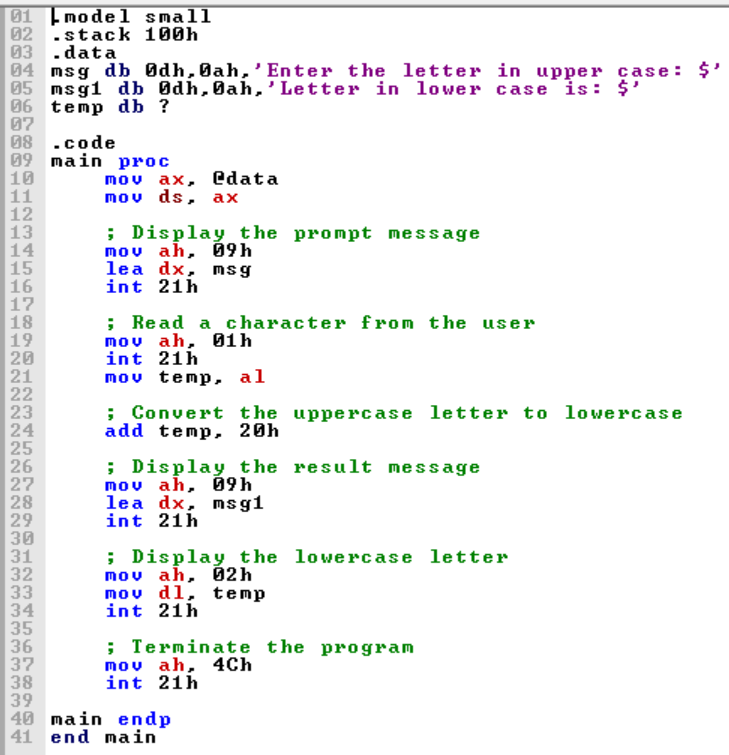 01 .model small
02 .stack 100h
03 .data
04 msg db 0dh,0ah,'Enter the letter in upper case: $'
05 msg1 db 0dh,0ah,'Letter in lower case is: $'
06 temp db ?
07
08 .code
09 main proc
10 mov ax, @data
11 mov ds, ax
12
13 ; Display the prompt message
14 mov ah, 09h
15 lea dx, msg
16 int 21h
17
18 ; Read a character from the user
19 mov ah, 01h
20 int 21h
21 mov temp, al
22
23 ; Convert the uppercase letter to lowercase
24 add temp, 20h
25
26 ; Display the result message
27 mov ah, 09h
28 lea dx, msg1
29 int 21h
30
31 ; Display the lowercase letter
32 mov ah, 02h
33 mov dl, temp
34 int 21h
35
36 ; Terminate the program
37 mov ah, 4Ch
38 int 21h
39
40 main endp
41 end main